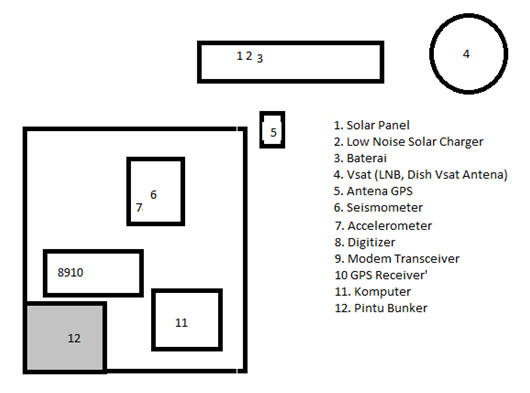 1 2 3
4
5
6
7
8910
11
12
1. Solar Panel
2. Low Noise Solar Charger
3. Baterai
4. Vsat (LNB, Dish Vsat Antena)
5. Antena GPS
6. Seismometer
7. Accelerometer
8. Digitizer
9. Modem Transceiver
10 GPS Receiver'
11. Komputer
12. Pintu Bunker